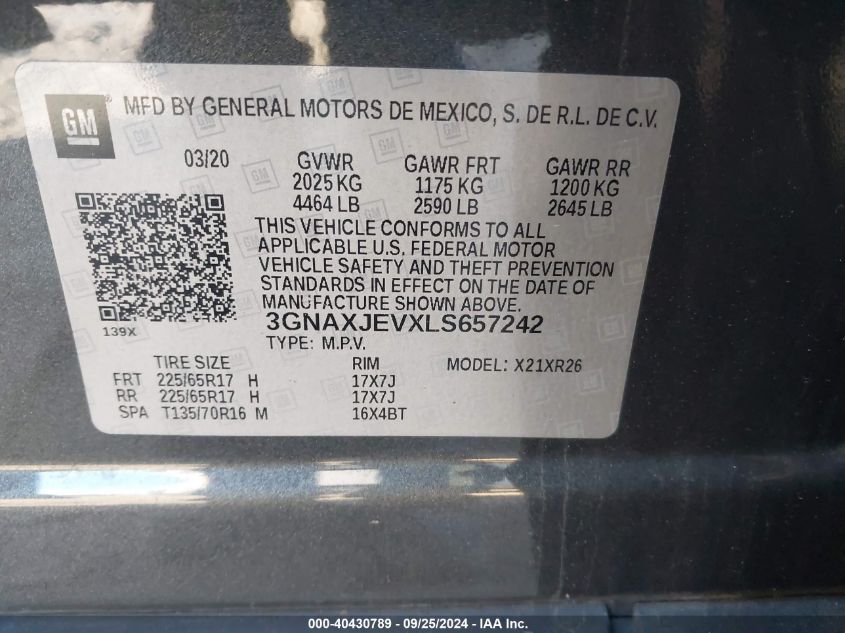 GM
MFD BY GENERAL MOTORS DE MEXICO, S. DE R.L. DE C.V.
03/20 GVWR GAWR FRT GAWR RR
2025 KG 1175 KG 1200 KG
4464 LB 2590 LB 2645 LB
THIS VEHICLE CONFORMS TO ALL
APPLICABLE U.S. FEDERAL MOTOR
VEHICLE SAFETY AND THEFT PREVENTION
STANDARDS IN EFFECT ON THE DATE OF
MANUFACTURE SHOWN ABOVE.
139X
3GNAXJEVXLS657242
TYPE: M.P.V.
TIRE SIZE RIM MODEL: X21XR26
FRT 225/65R17 H 17X7J
RR 225/65R17 H 17X7J
SPA T135/70R16 M 16X4BT
000-40430789 - 09/25/2024 - IAA Inc.